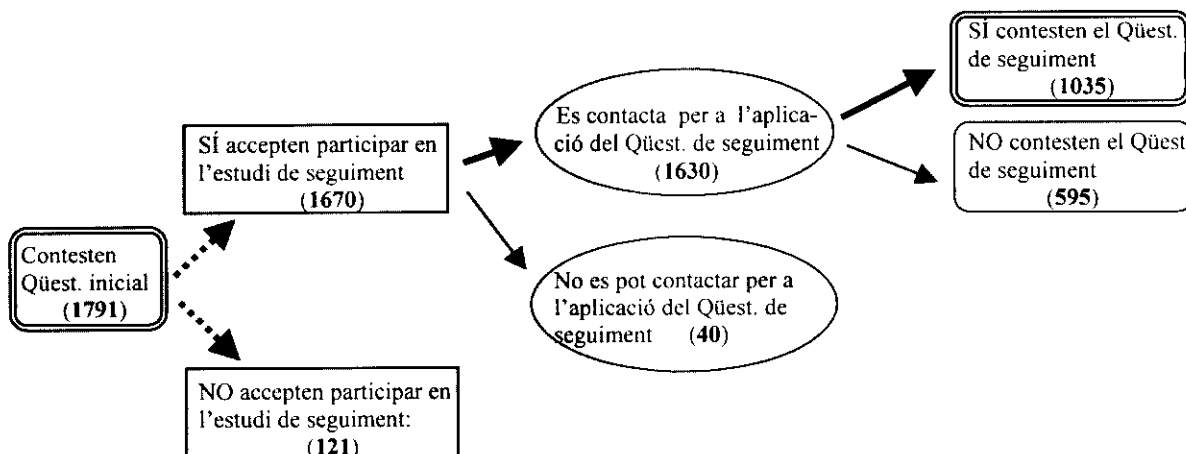 Contesten
Qüest. inicial
(1791)
SÍ accepten participar en
l'estudi de seguiment
(1670)
NO accepten participar en
l'estudi de seguiment:
(121)
Es contacta per a l'aplica-
ció del Qüest. de seguiment
(1630)
No es pot contactar per a
l'aplicació del Qüest. de
seguiment (40)
SÍ contesten el Qüest.
de seguiment
(1035)
NO contesten el Qüest
de seguiment
(595)